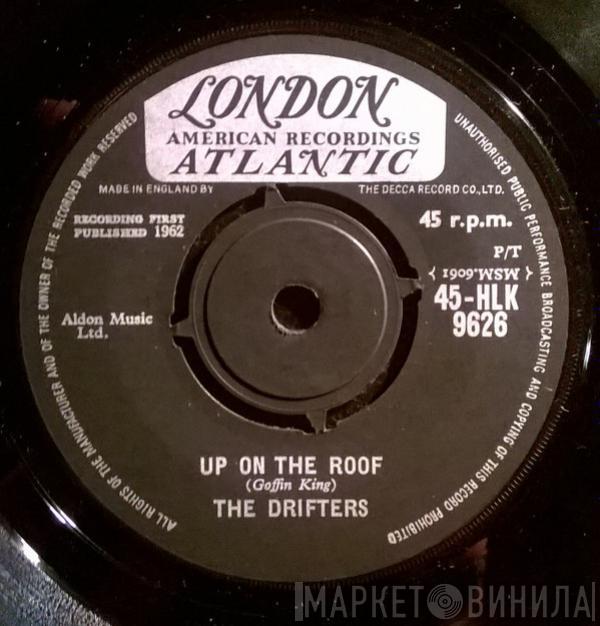 LONDON
AMERICAN RECORDINGS
ATLANTIC
MADE IN ENGLAND BY
THE DECCA RECORD CO., LTD.
RECORDING FIRST
PUBLISHED 1962
45 r.p.m.
P/T
{ MSW·6061 }
45-HLK
9626
Aldon Music
Ltd.
UP ON THE ROOF
(Goffin King)
THE DRIFTERS
ALL RIGHTS OF THE MANUFACTURER AND OF THE OWNER OF THE RECORDED WORK RESERVED
UNAUTHORISED PUBLIC PERFORMANCE BROADCASTING AND COPYING OF THIS RECORD PROHIBITED
МАРКЕТ ВИНИЛА